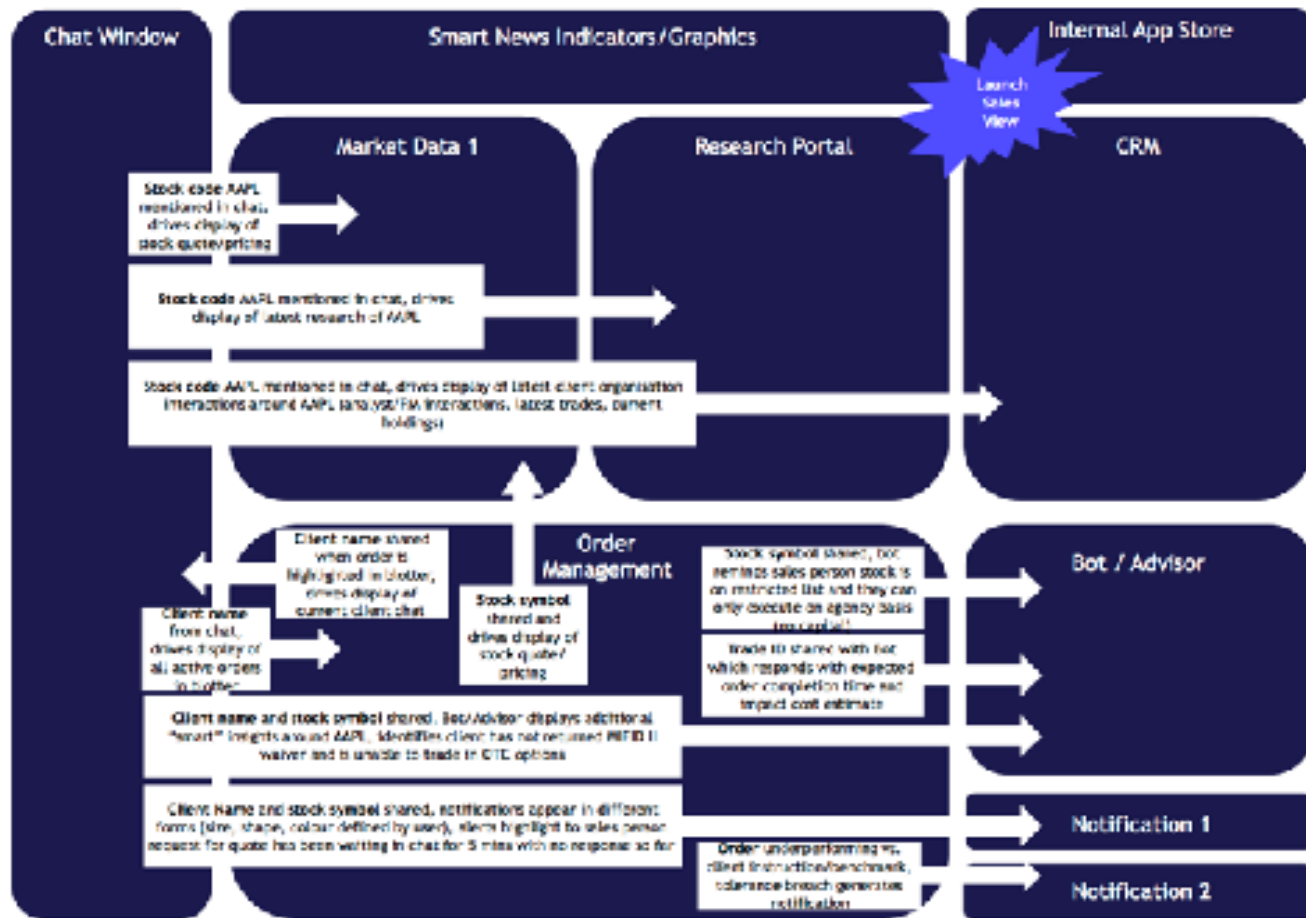 Chat Window
Smart News Indicators/Graphics
Internal App Store
Launch
Sales
View
Market Data 1
Research Portal
CRM
Stock code AAPL
mentioned in chat,
drives display of
stock quote/pricing
Stock code AAPL mentioned in chat, drives
display of latest research of AAPL
Stock code AAPL mentioned in chat, drives display of latest client organisation
interactions around AAPL (analyst/FM interactions, latest trades, current
holdings)
Order
Management
Bot / Advisor
Client name shared
when order is
highlighted in blotter,
drives display of
current client chat
Client name
from chat,
drives display of
all active orders
in blotter
Stock symbol
shared and
drives display of
stock quote/
pricing
Stock symbol shared, bot
reminds sales person stock is
on restricted list and they can
only execute on agency basis
(no capital)
Trade ID shared with Bot
which responds with expected
order completion time and
impact cost estimate
Client name and stock symbol shared. Bot/Advisor displays additional
"smart" insights around AAPL, identifies client has not returned MIFID II
waiver and is unable to trade in OTC options
Client Name and stock symbol shared, notifications appear in different
forms (size, shape, colour defined by user), alerts highlight to sales person
request for quote has been waiting in chat for 5 mins with no response so far
Order underperforming vs.
client instruction/benchmark,
tolerance breach generates
notification
Notification 1
Notification 2